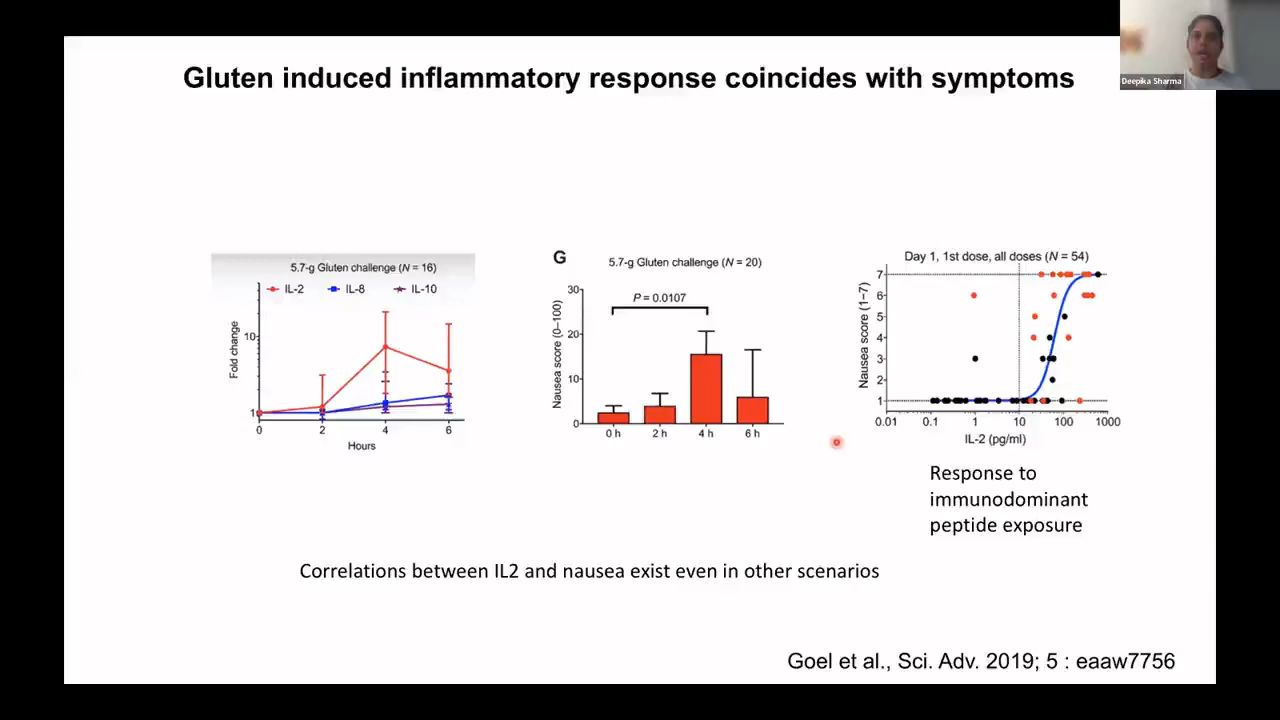 Deepika Sharma
Gluten induced inflammatory response coincides with symptoms
5.7-g Gluten challenge (N = 16)
IL-2 IL-8 IL-10
Fold change
10
1
0 2 4 6
Hours
G
5.7-g Gluten challenge (N = 20)
P = 0.0107
Nausea score (0–100)
30
20
10
0
0 h 2 h 4 h 6 h
Day 1, 1st dose, all doses (N = 54)
Nausea score (1–7)
7
6
5
4
3
2
1
0.01 0.1 1 10 100 1000
IL-2 (pg/ml)
Response to
immunodominant
peptide exposure
Correlations between IL2 and nausea exist even in other scenarios
Goel et al., Sci. Adv. 2019; 5 : eaaw7756